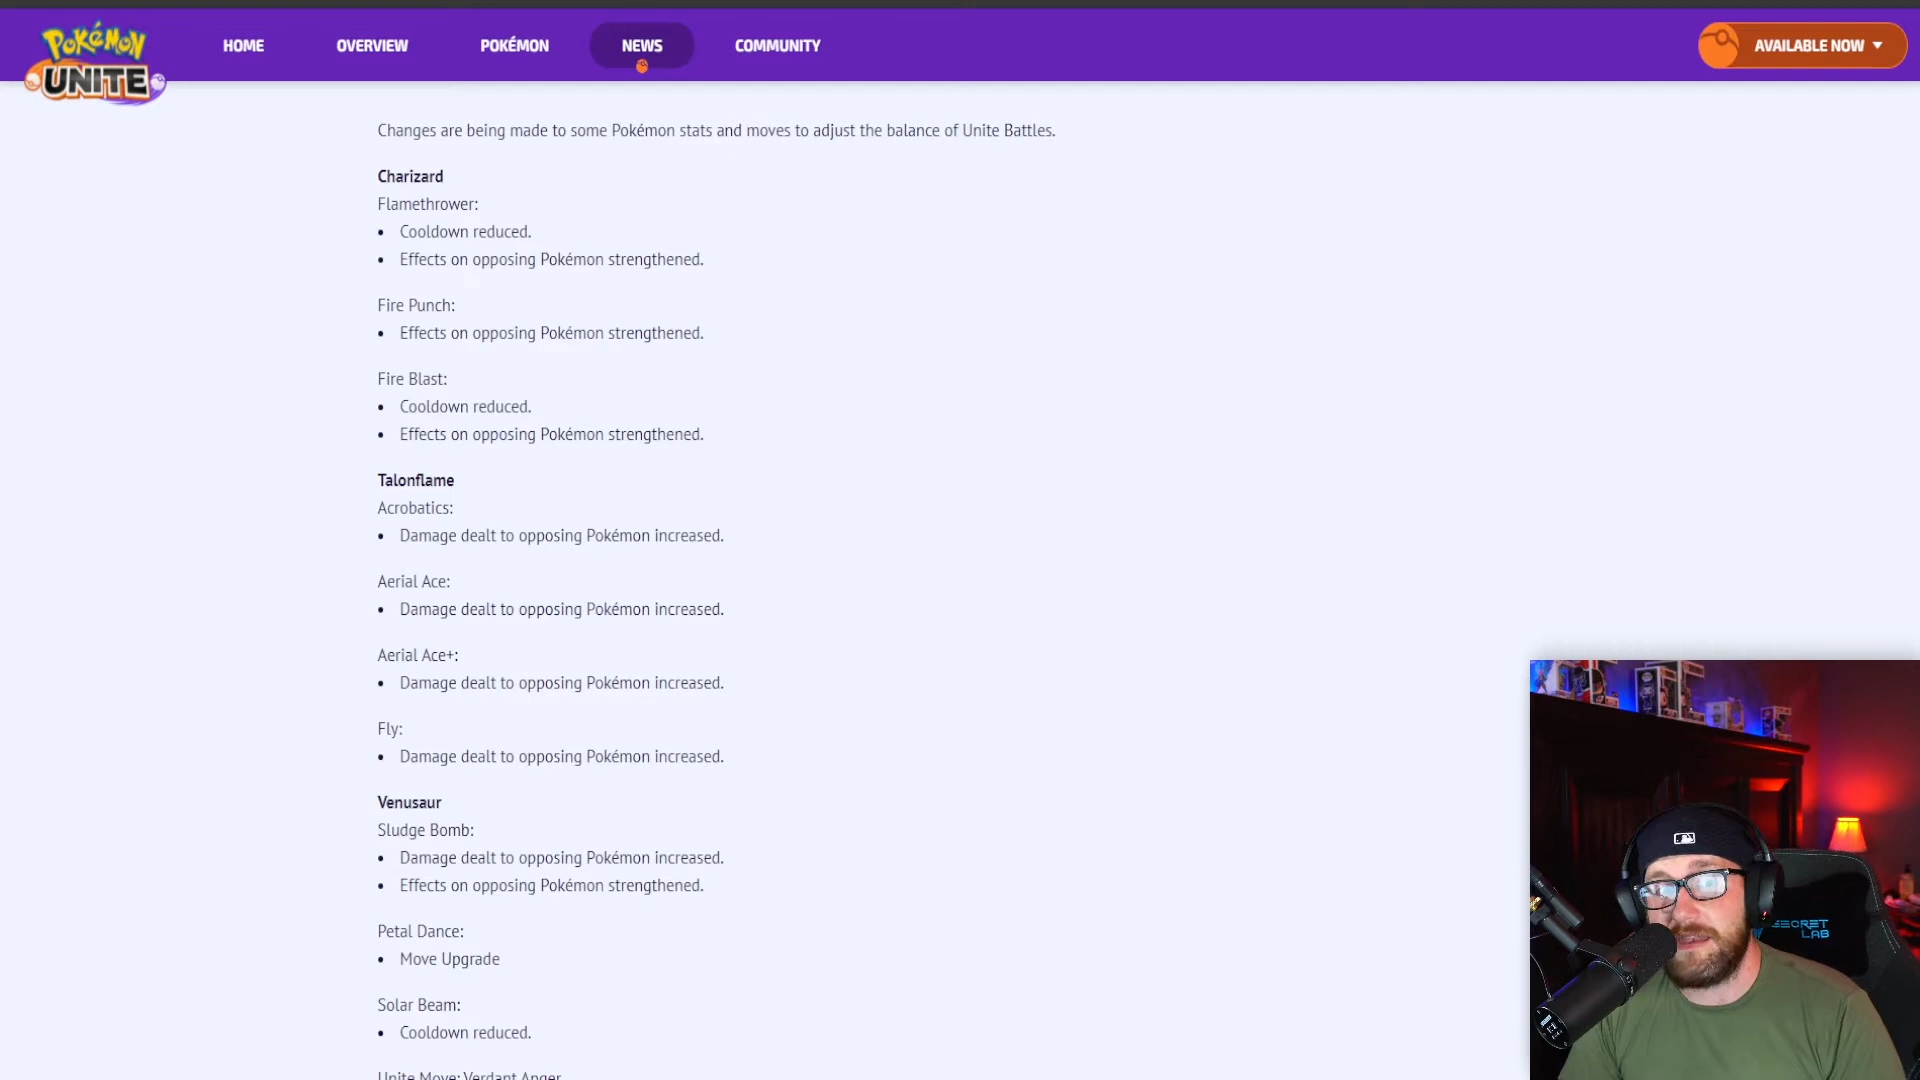 POKéMON
UNITE
HOME
OVERVIEW
POKÉMON
NEWS
COMMUNITY
AVAILABLE NOW
Changes are being made to some Pokémon stats and moves to adjust the balance of Unite Battles.
Charizard
Flamethrower:
• Cooldown reduced.
• Effects on opposing Pokémon strengthened.
Fire Punch:
• Effects on opposing Pokémon strengthened.
Fire Blast:
• Cooldown reduced.
• Effects on opposing Pokémon strengthened.
Talonflame
Acrobatics:
• Damage dealt to opposing Pokémon increased.
Aerial Ace:
• Damage dealt to opposing Pokémon increased.
Aerial Ace+:
• Damage dealt to opposing Pokémon increased.
Fly:
• Damage dealt to opposing Pokémon increased.
Venusaur
Sludge Bomb:
• Damage dealt to opposing Pokémon increased.
• Effects on opposing Pokémon strengthened.
Petal Dance:
• Move Upgrade
Solar Beam:
• Cooldown reduced.
Unite Move: Verdant Anger
SECRET
LAB